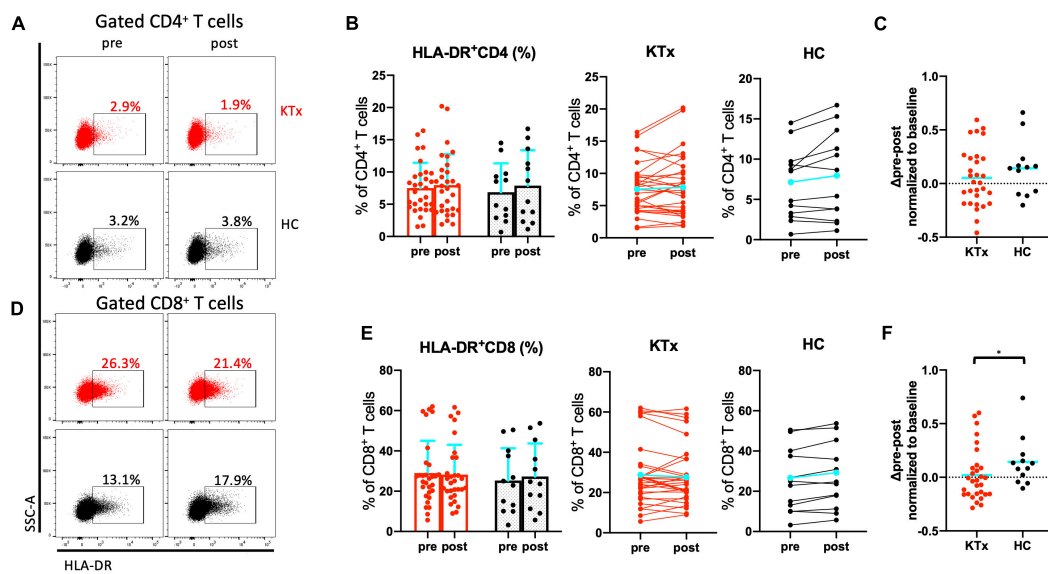 A
Gated CD4+ T cells
pre
post
2.9%
1.9%
KTx
3.2%
3.8%
HC
B
HLA-DR+CD4 (%)
% of CD4+ T cells
25
20
15
10
5
0
pre post
pre post
KTx
% of CD4+ T cells
25
20
15
10
5
0
pre
post
HC
% of CD4+ T cells
20
15
10
5
0
pre
post
C
Δpre-post
normalized to baseline
1.0
0.5
0.0
-0.5
KTx
HC
D
Gated CD8+ T cells
26.3%
21.4%
13.1%
17.9%
SSC-A
HLA-DR
E
HLA-DR+CD8 (%)
% of CD8+ T cells
80
60
40
20
0
pre post
pre post
KTx
% of CD8+ T cells
80
60
40
20
0
pre
post
HC
% of CD8+ T cells
80
60
40
20
0
pre
post
F
*
Δpre-post
normalized to baseline
1.0
0.5
0.0
-0.5
KTx
HC